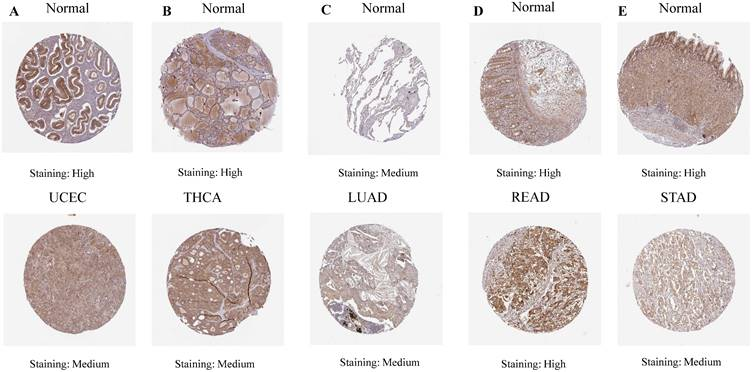 A Normal B Normal C Normal D Normal E Normal
Staining: High Staining: High Staining: Medium Staining: High Staining: High
UCEC THCA LUAD READ STAD
Staining: Medium Staining: Medium Staining: Medium Staining: High Staining: Medium